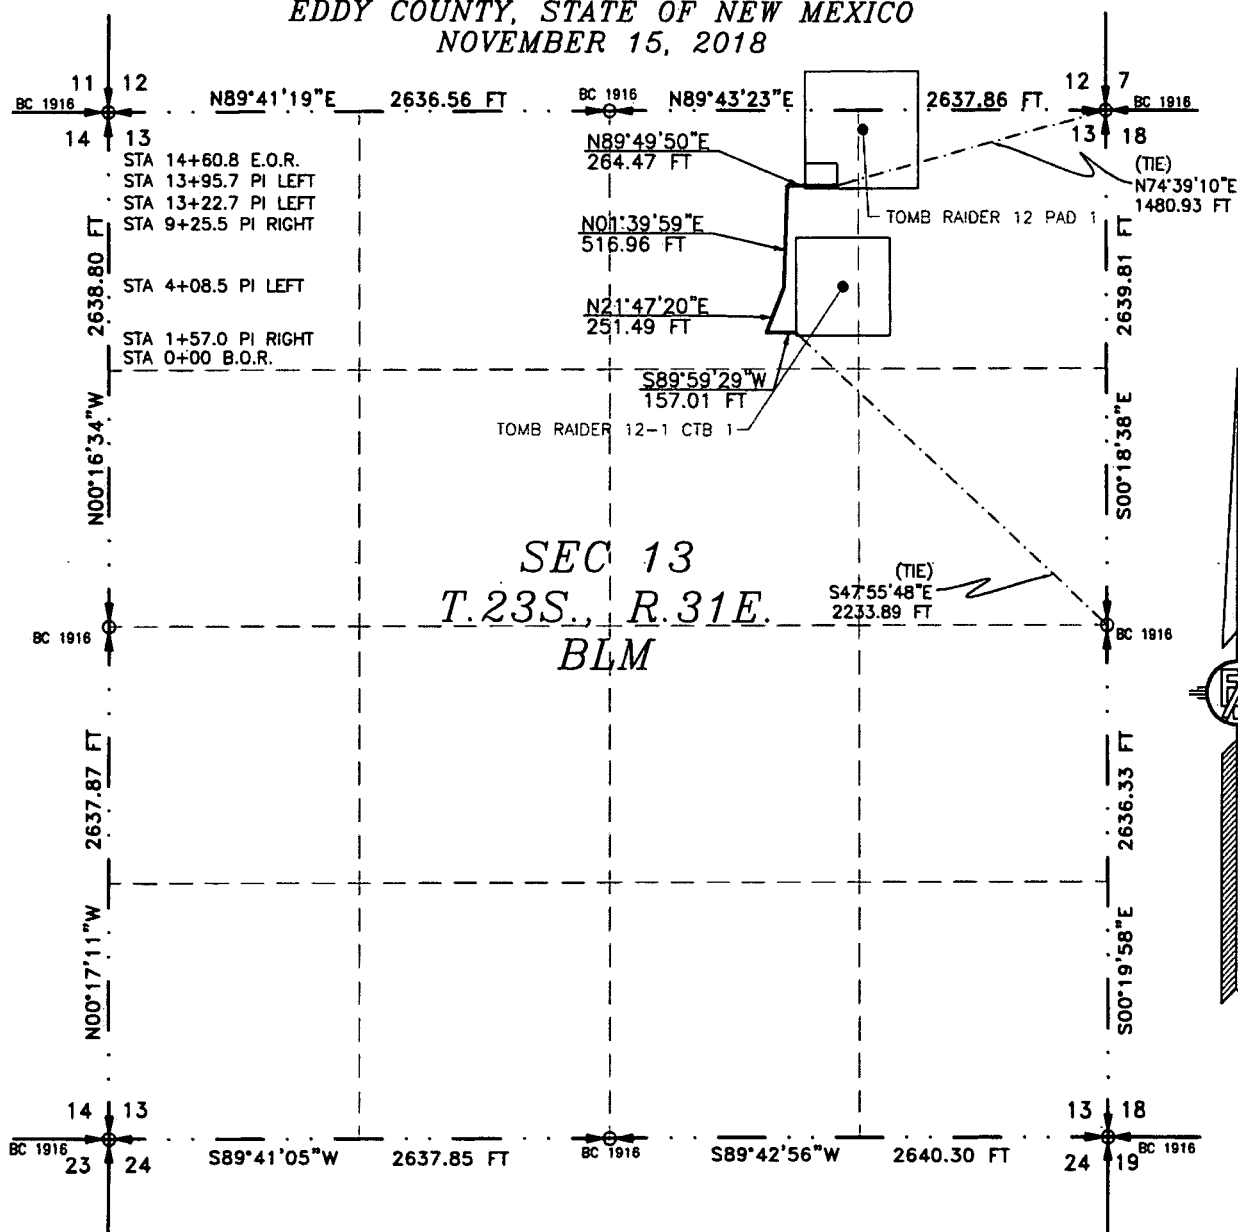 EDDY COUNTY, STATE OF NEW MEXICO
NOVEMBER 15, 2018
11 12
BC 1916
14 13
N89°41'19"E 2636.56 FT
BC 1916
N89°43'23"E 2637.86 FT.
12 7
BC 1916
13 18
STA 14+60.8 E.O.R.
STA 13+95.7 PI LEFT
STA 13+22.7 PI LEFT
STA 9+25.5 PI RIGHT
STA 4+08.5 PI LEFT
STA 1+57.0 PI RIGHT
STA 0+00 B.O.R.
N89°49'50"E
264.47 FT
(TIE)
N74°39'10"E
1480.93 FT
TOMB RAIDER 12 PAD 1
N01°39'59"E
516.96 FT
N21°47'20"E
251.49 FT
S89°59'29"W
157.01 FT
TOMB RAIDER 12-1 CTB 1
N00°16'34"W 2638.80 FT
S00°18'38"E 2639.81 FT
SEC 13
T.23S., R.31E.
BLM
(TIE)
S47°55'48"E
2233.89 FT
BC 1916
BC 1916
N00°17'11"W 2637.87 FT
S00°19'58"E 2636.33 FT
14 13
BC 1916
23 24
S89°41'05"W 2637.85 FT
BC 1916
S89°42'56"W 2640.30 FT
13 18
BC 1916
24 19